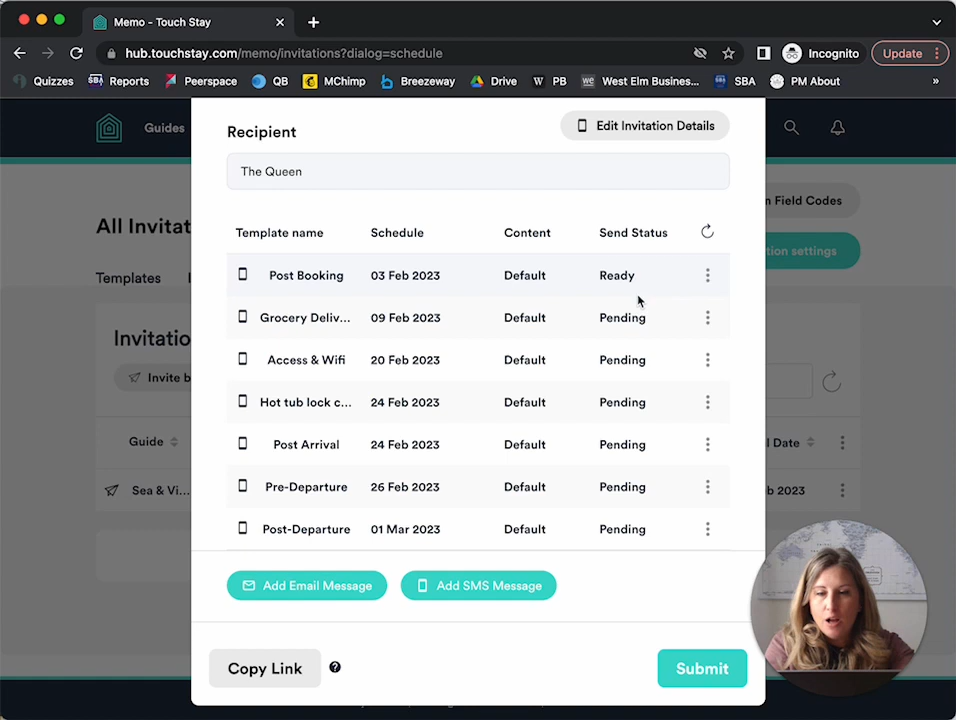 Memo - Touch Stay
hub.touchstay.com/memo/invitations?dialog=schedule
Incognito
Update
Quizzes
SBA
Reports
Peerspace
QB
MChimp
Breezeway
Drive
W
PB
we
West Elm Business...
SBA
PM About
»
Guides
Recipient
Edit Invitation Details
The Queen
n Field Codes
All Invitat
tion settings
Templates
I
Template name Schedule Content Send Status
Post Booking 03 Feb 2023 Default Ready
Grocery Deliv... 09 Feb 2023 Default Pending
Access & Wifi 20 Feb 2023 Default Pending
Hot tub lock c... 24 Feb 2023 Default Pending
Post Arrival 24 Feb 2023 Default Pending
Pre-Departure 26 Feb 2023 Default Pending
Post-Departure 01 Mar 2023 Default Pending
Invitatio
Invite b
Guide
l Date
Sea & Vi...
b 2023
Add Email Message
Add SMS Message
Copy Link
?
Submit